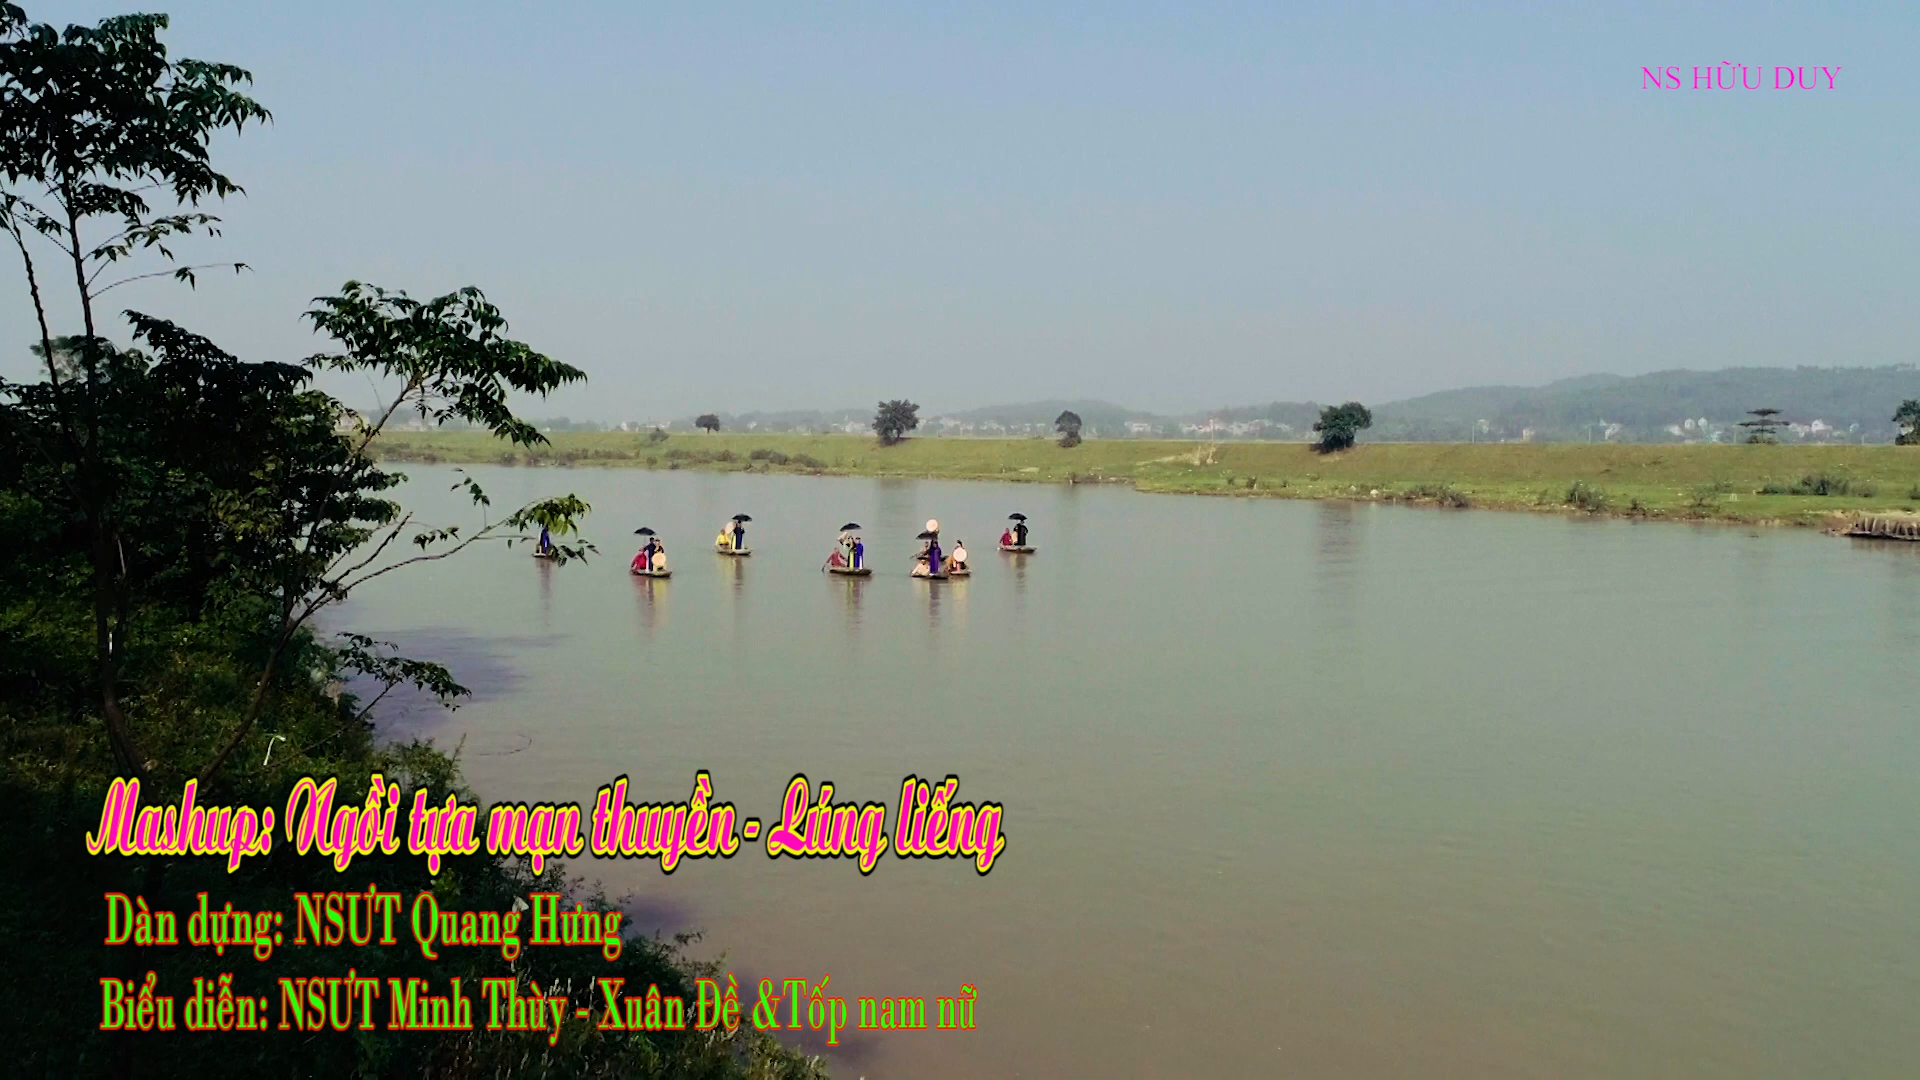 NS HỮU DUY
Mashup: Ngồi tựa mạn thuyền - Lúng liếng
Dàn dựng: NSƯT Quang Hưng
Biểu diễn: NSƯT Minh Thùy - Xuân Đề &Tốp nam nữ